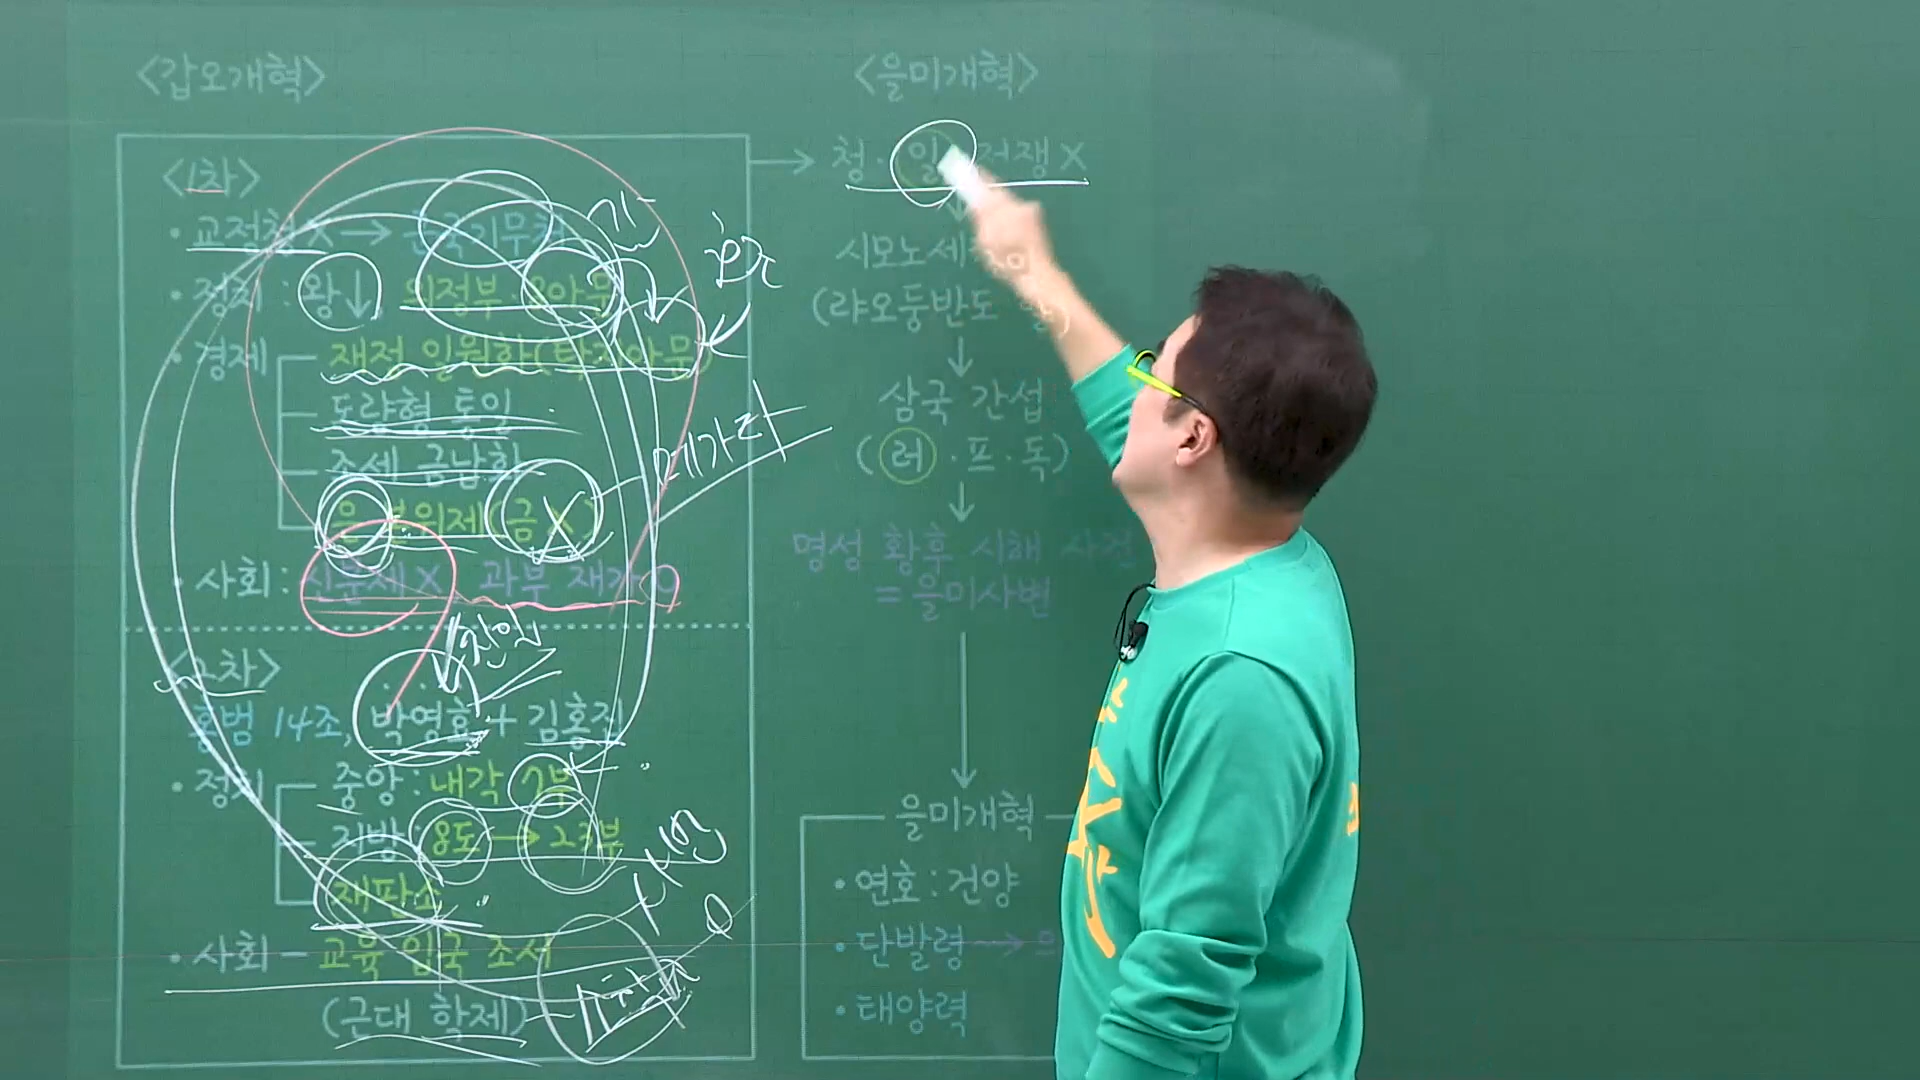 <갑오개혁>
<1차>
· 교정청 X → 군국기무처
· 정치 : 왕↓ 의정부 8아문
· 경제 재정 일원화(탁지아문)
도량형 통일
조세 금납화
은 본위제(금X)
· 사회 : 신분제 X 과부 재가 O
<2차>
홍범 14조, 박영효 + 김홍집
· 정치 중앙 : 내각 7부
지방 : 8도 → 23부
재판소
· 사회 - 교육 입국 조서
(근대 학제)
메가리
<을미개혁>
청 · 일 전쟁 X
시모노세
(랴오둥반도
삼국 간섭
(러 · 프 · 독)
명성 황후 시해 사건
= 을미사변
을미개혁
· 연호 : 건양
· 단발령 → 으
· 태양력